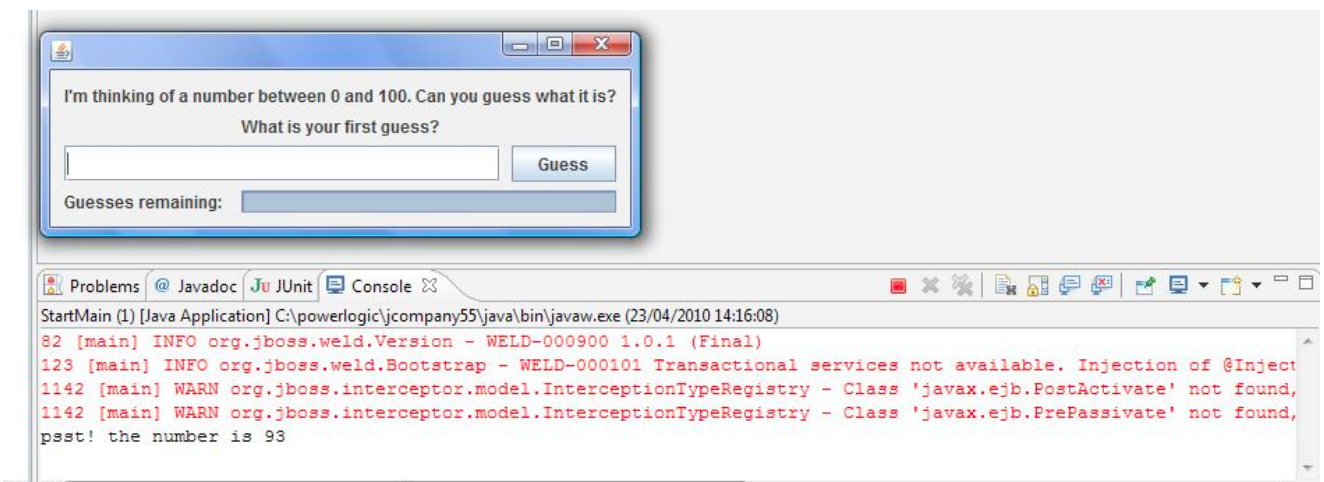 I'm thinking of a number between 0 and 100. Can you guess what it is?
What is your first guess?
Guess
Guesses remaining:
Problems @ Javadoc Ju JUnit Console
StartMain (1) [Java Application] C:\powerlogic\jcompany55\java\bin\javaw.exe (23/04/2010 14:16:08)
82 [main] INFO org.jboss.weld.Version - WELD-000900 1.0.1 (Final)
123 [main] INFO org.jboss.weld.Bootstrap - WELD-000101 Transactional services not available. Injection of @Inject
1142 [main] WARN org.jboss.interceptor.model.InterceptionTypeRegistry - Class 'javax.ejb.PostActivate' not found,
1142 [main] WARN org.jboss.interceptor.model.InterceptionTypeRegistry - Class 'javax.ejb.PrePassivate' not found,
psst! the number is 93